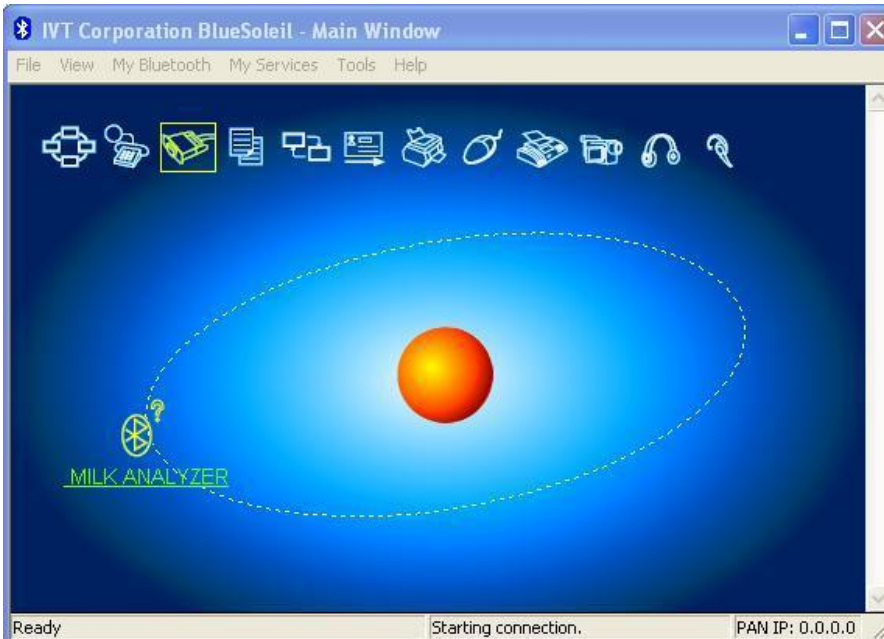 IVT Corporation BlueSoleil - Main Window
File View My Bluetooth My Services Tools Help
MILK ANALYZER
Ready Starting connection. PAN IP: 0.0.0.0